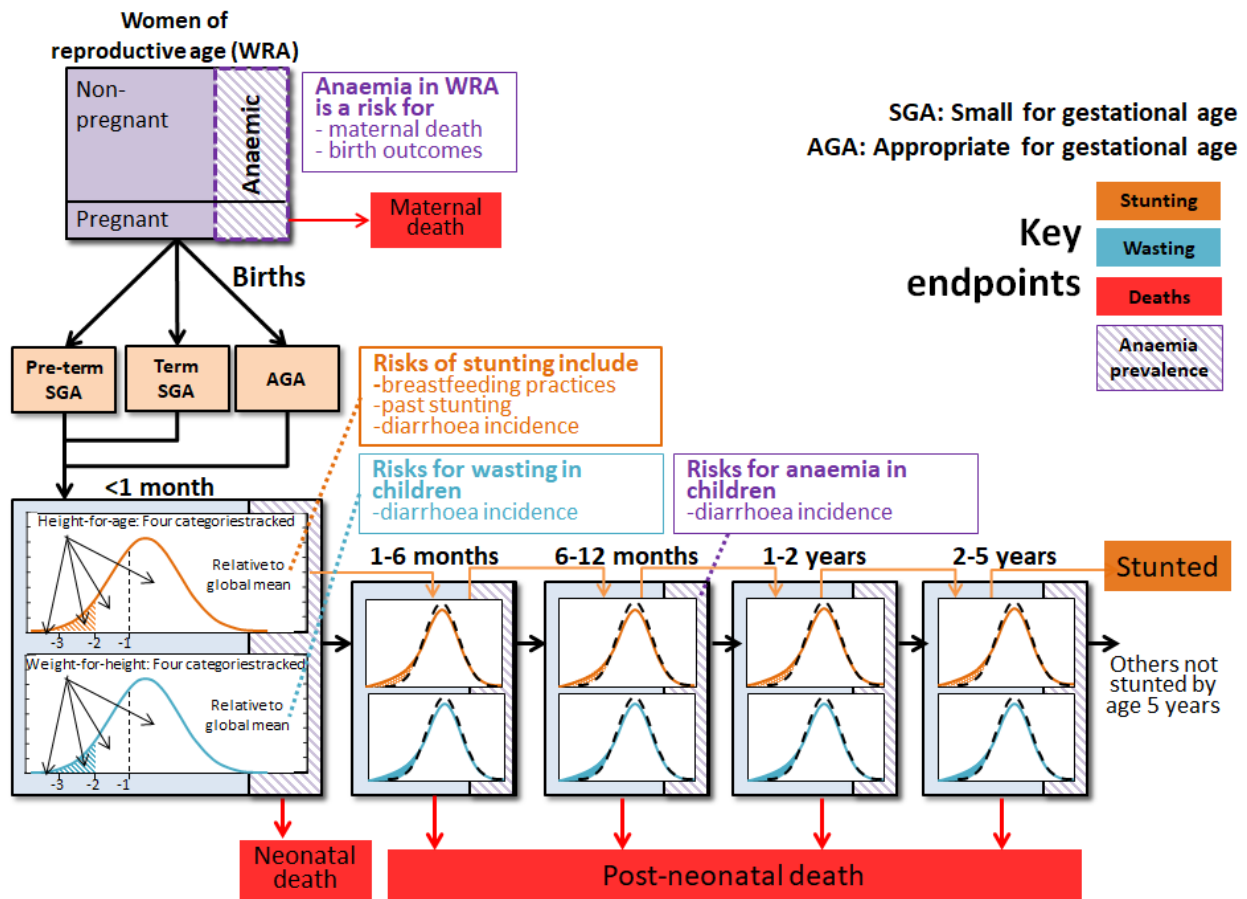 Women of
reproductive age (WRA)
Non-
pregnant
Anaemic
Pregnant
Anaemia in WRA
is a risk for
- maternal death
- birth outcomes
Maternal
death
SGA: Small for gestational age
AGA: Appropriate for gestational age
Key
endpoints
Stunting
Wasting
Deaths
Anaemia
prevalence
Births
Pre-term
SGA
Term
SGA
AGA
Risks of stunting include
-breastfeeding practices
-past stunting
-diarrhoea incidence
Risks for wasting in
children
-diarrhoea incidence
Risks for anaemia in
children
-diarrhoea incidence
<1 month
Height-for-age: Four categoriestracked
Relative to
global mean
-3 -2 -1
Weight-for-height: Four categoriestracked
Relative to
global mean
-3 -2 -1
1-6 months
6-12 months
1-2 years
2-5 years
Stunted
Others not
stunted by
age 5 years
Neonatal
death
Post-neonatal death